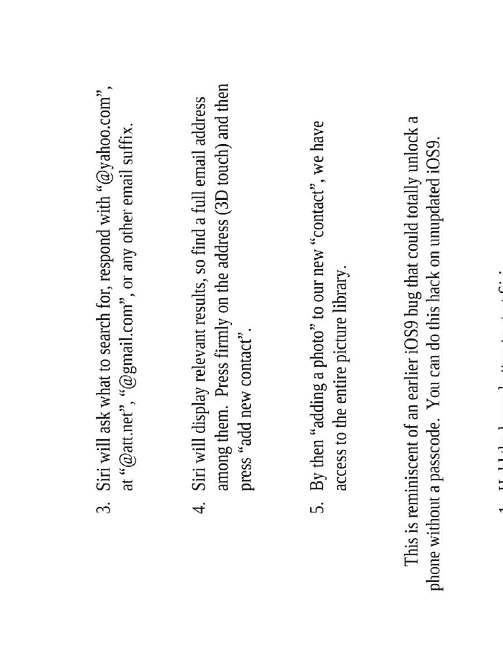 3. Siri will ask what to search for, respond with “@yahoo.com”,
at “@att.net”, “@gmail.com”, or any other email suffix.
4. Siri will display relevant results, so find a full email address
among them. Press firmly on the address (3D touch) and then
press “add new contact”.
5. By then “adding a photo” to our new “contact”, we have
access to the entire picture library.
This is reminiscent of an earlier iOS9 bug that could totally unlock a
phone without a passcode. You can do this hack on unupdated iOS9.